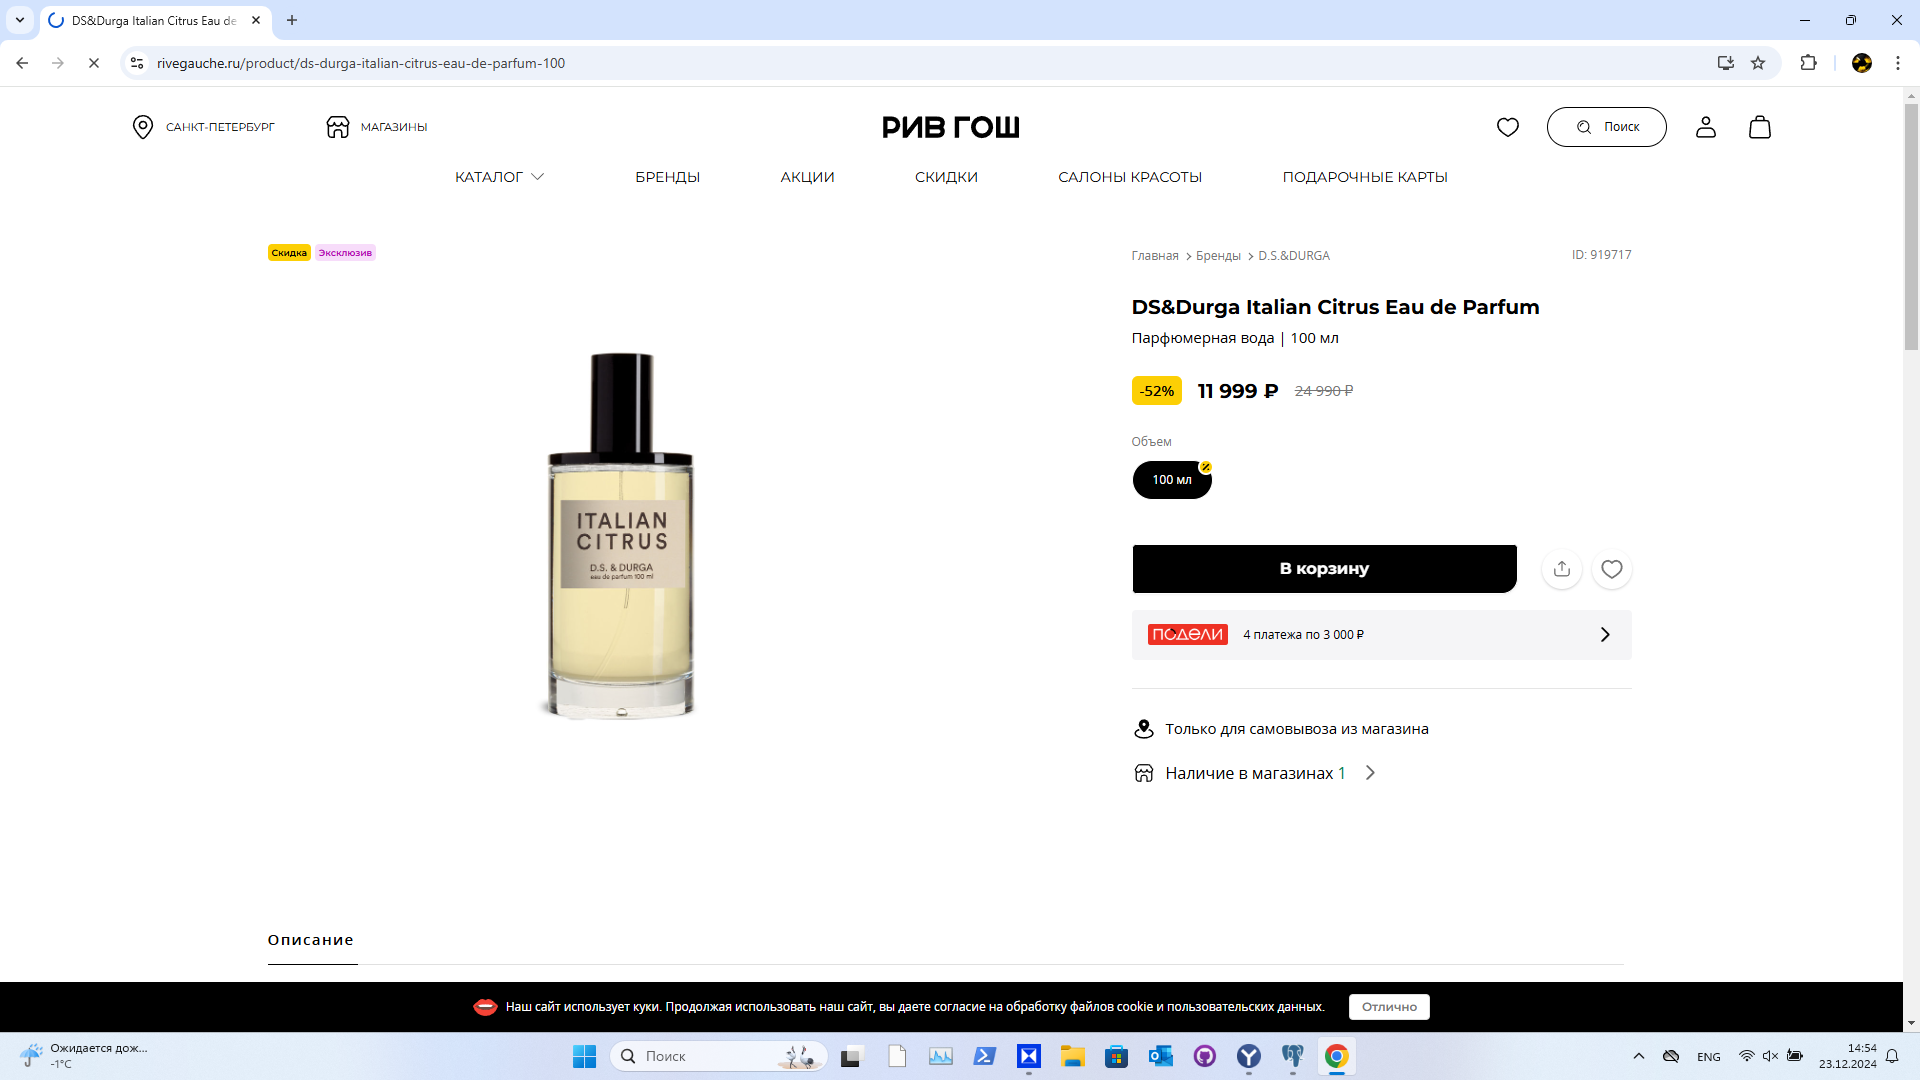 DS&Durga Italian Citrus Eau de
rivegauche.ru/product/ds-durga-italian-citrus-eau-de-parfum-100
САНКТ-ПЕТЕРБУРГ
МАГАЗИНЫ
РИВ ГОШ
Поиск
КАТАЛОГ
БРЕНДЫ
АКЦИИ
СКИДКИ
САЛОНЫ КРАСОТЫ
ПОДАРОЧНЫЕ КАРТЫ
Скидка
Эксклюзив
Главная
Бренды
D.S.&DURGA
ID: 919717
ITALIAN
CITRUS
D.S. & DURGA
eau de parfum 100 ml
DS&Durga Italian Citrus Eau de Parfum
Парфюмерная вода | 100 мл
-52%
11 999 ₽
24 990 ₽
Объем
100 мл
В корзину
ПОДЕЛИ
4 платежа по 3 000 ₽
Только для самовывоза из магазина
Наличие в магазинах 1
Описание
Наш сайт использует куки. Продолжая использовать наш сайт, вы даете согласие на обработку файлов cookie и пользовательских данных.
Отлично
Ожидается дож...
-1°C
Поиск
ENG
14:54
23.12.2024